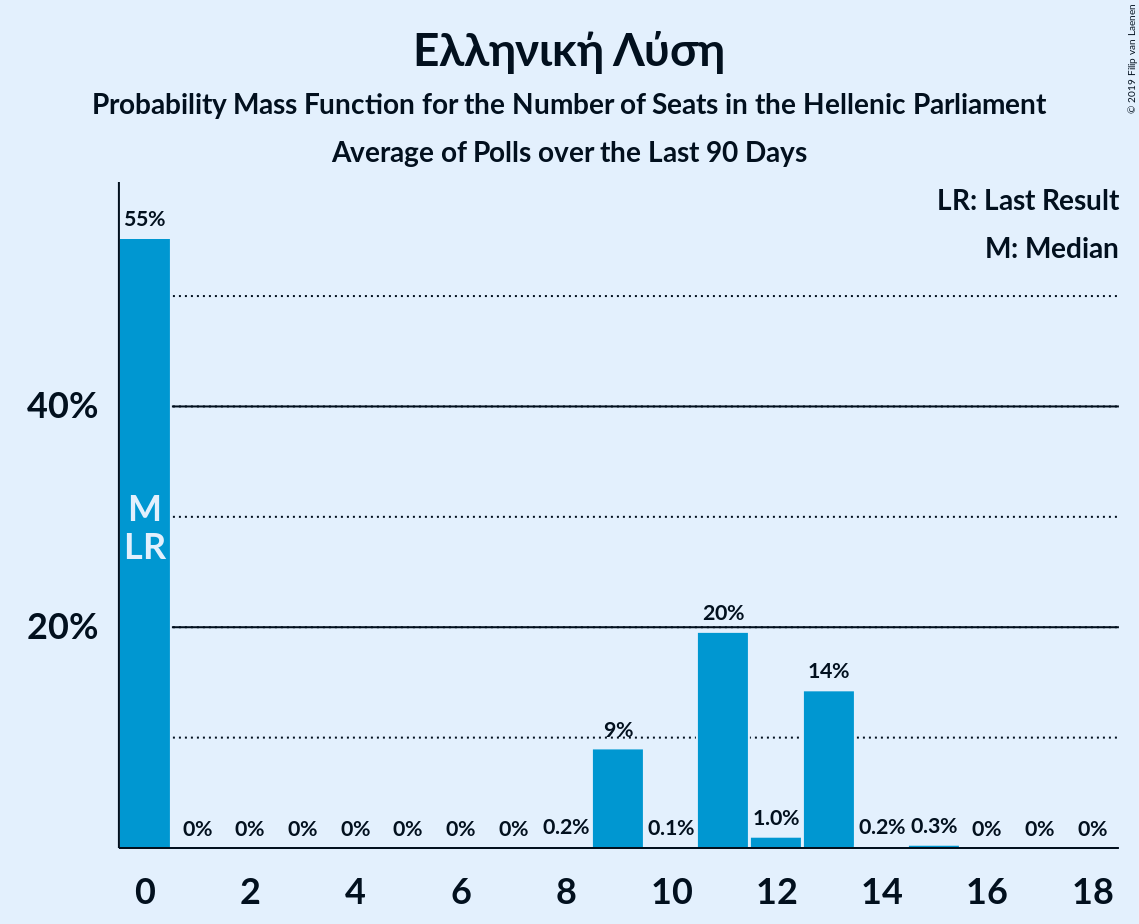 Ελληνική Λύση
Probability Mass Function for the Number of Seats in the Hellenic Parliament
Average of Polls over the Last 90 Days
© 2019 Filip van Laenen
LR: Last Result
M: Median
55%
40%
M
LR
20%
20%
14%
9%
0% 0% 0% 0% 0% 0% 0% 0.2% 0.1% 1.0% 0.2% 0.3% 0% 0% 0%
0 2 4 6 8 10 12 14 16 18